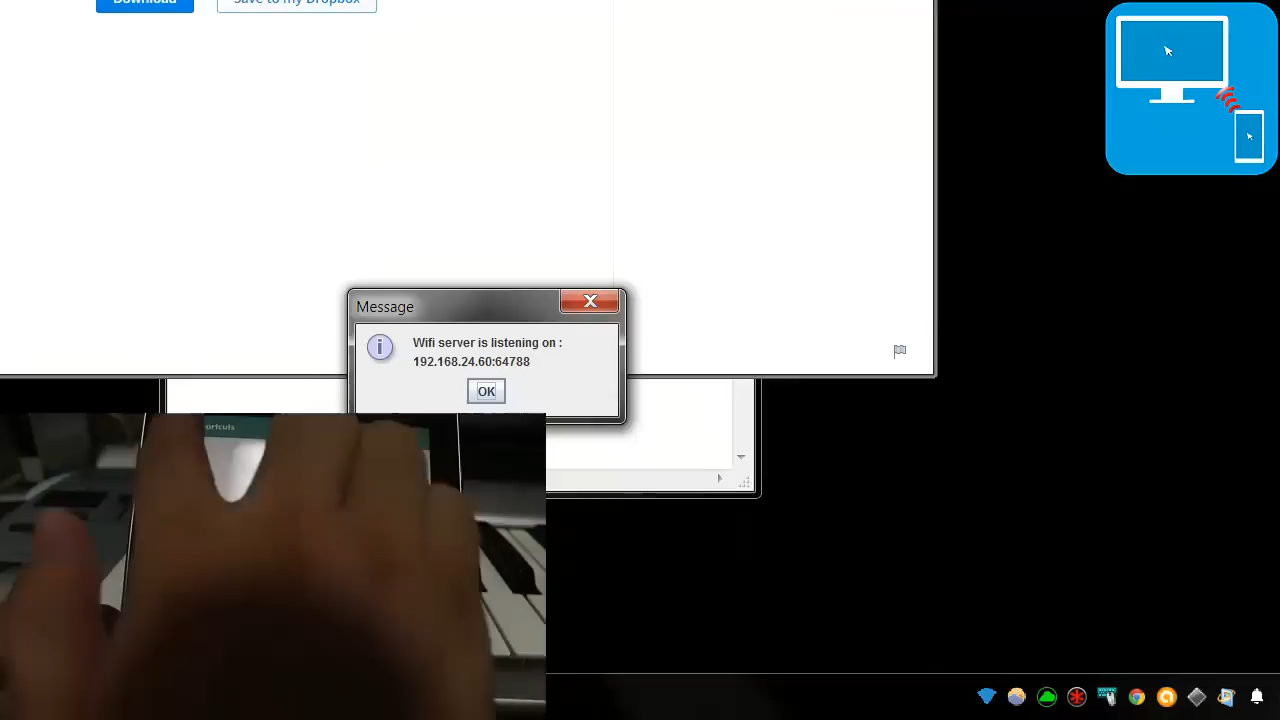 Download
Save to my Dropbox
Message
Wifi server is listening on :
192.168.24.60:64788
OK